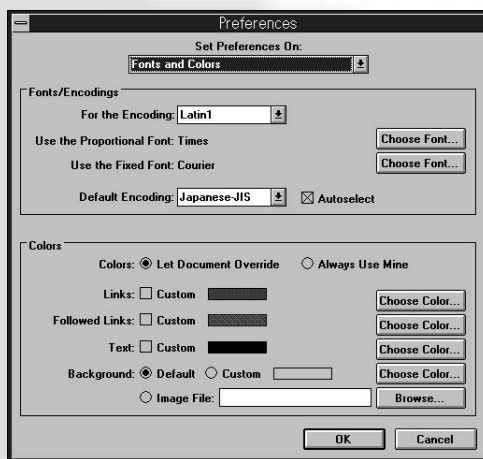 Preferences
Set Preferences On:
Fonts and Colors
Fonts/Encodings
For the Encoding: Latin1
Use the Proportional Font: Times Choose Font...
Use the Fixed Font: Courier Choose Font...
Default Encoding: Japanese-JIS Autoselect
Colors
Colors: Let Document Override Always Use Mine
Links: Custom Choose Color...
Followed Links: Custom Choose Color...
Text: Custom Choose Color...
Background: Default Custom Choose Color...
Image File: Browse...
OK Cancel